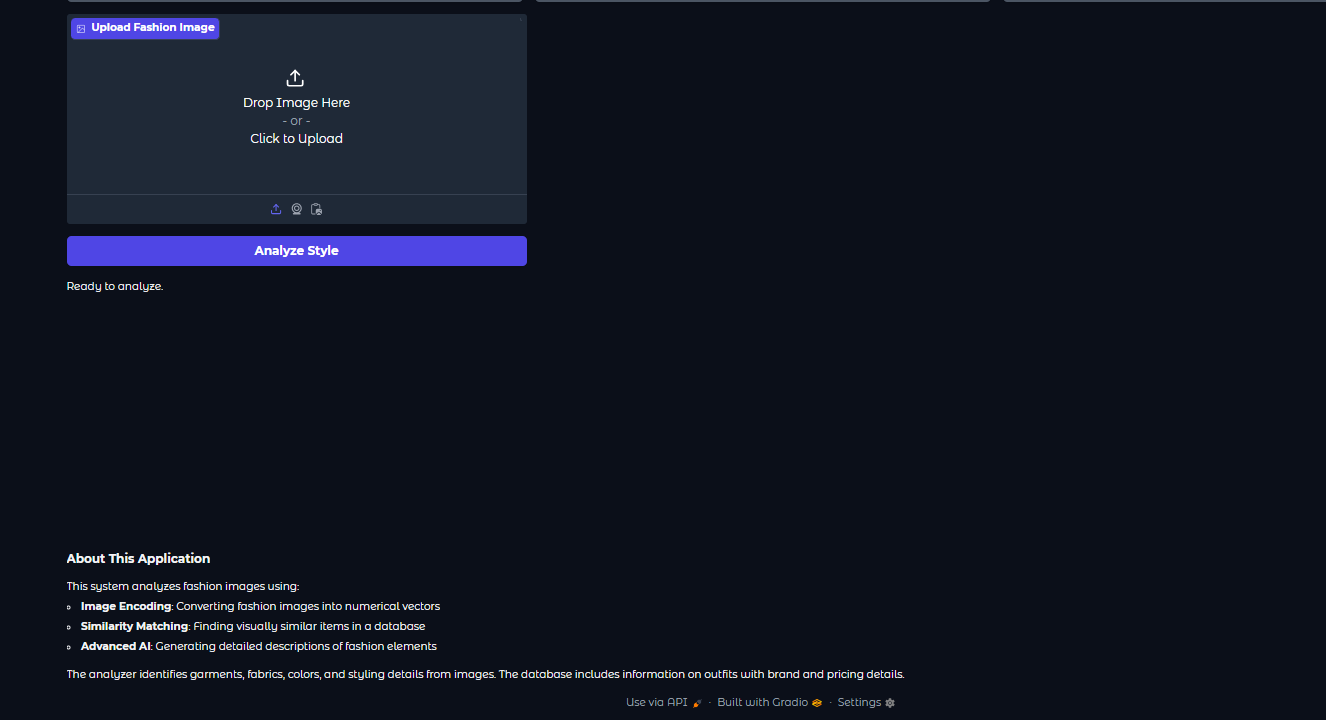 Upload Fashion Image
Drop Image Here
- or -
Click to Upload
Analyze Style
Ready to analyze.
About This Application
This system analyzes fashion images using:
Image Encoding: Converting fashion images into numerical vectors
Similarity Matching: Finding visually similar items in a database
Advanced AI: Generating detailed descriptions of fashion elements
The analyzer identifies garments, fabrics, colors, and styling details from images. The database includes information on outfits with brand and pricing details.
Use via API · Built with Gradio · Settings